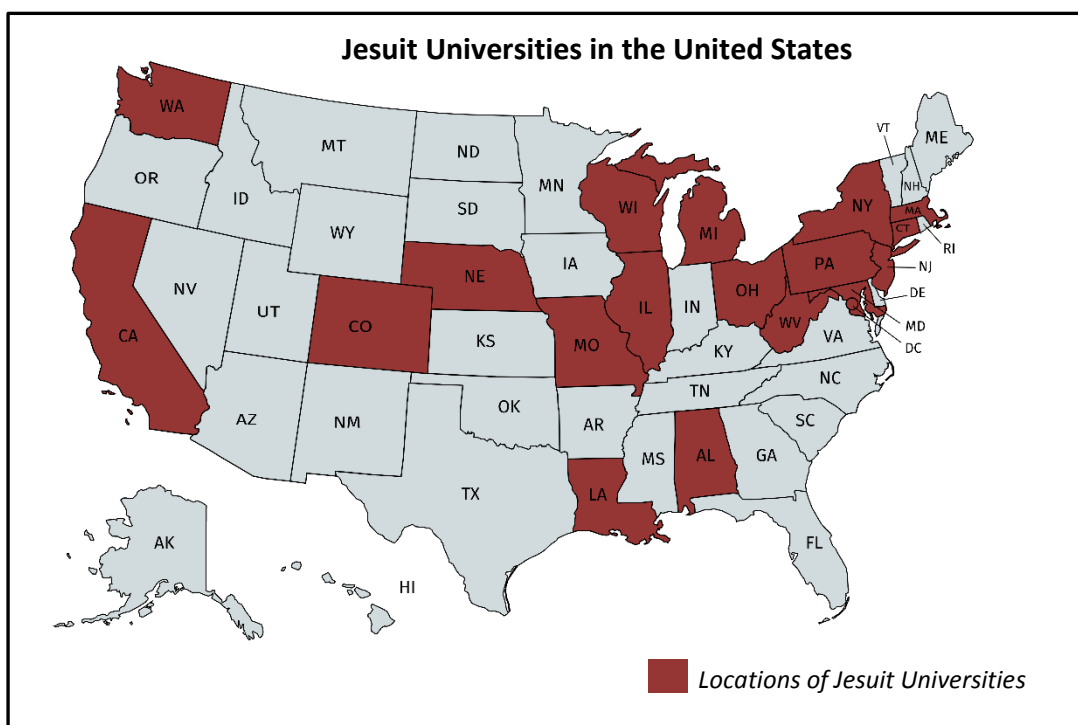 Jesuit Universities in the United States
WA
MT
ND
MN
VT
ME
OR
ID
SD
WI
MI
NY
NH
MA
CT
RI
WY
IA
NE
PA
NJ
NV
UT
CO
IL
IN
OH
DE
CA
KS
MO
WV
VA
MD
DC
KY
AZ
NM
OK
AR
TN
NC
SC
MS
AL
GA
TX
LA
AK
FL
HI
Locations of Jesuit Universities